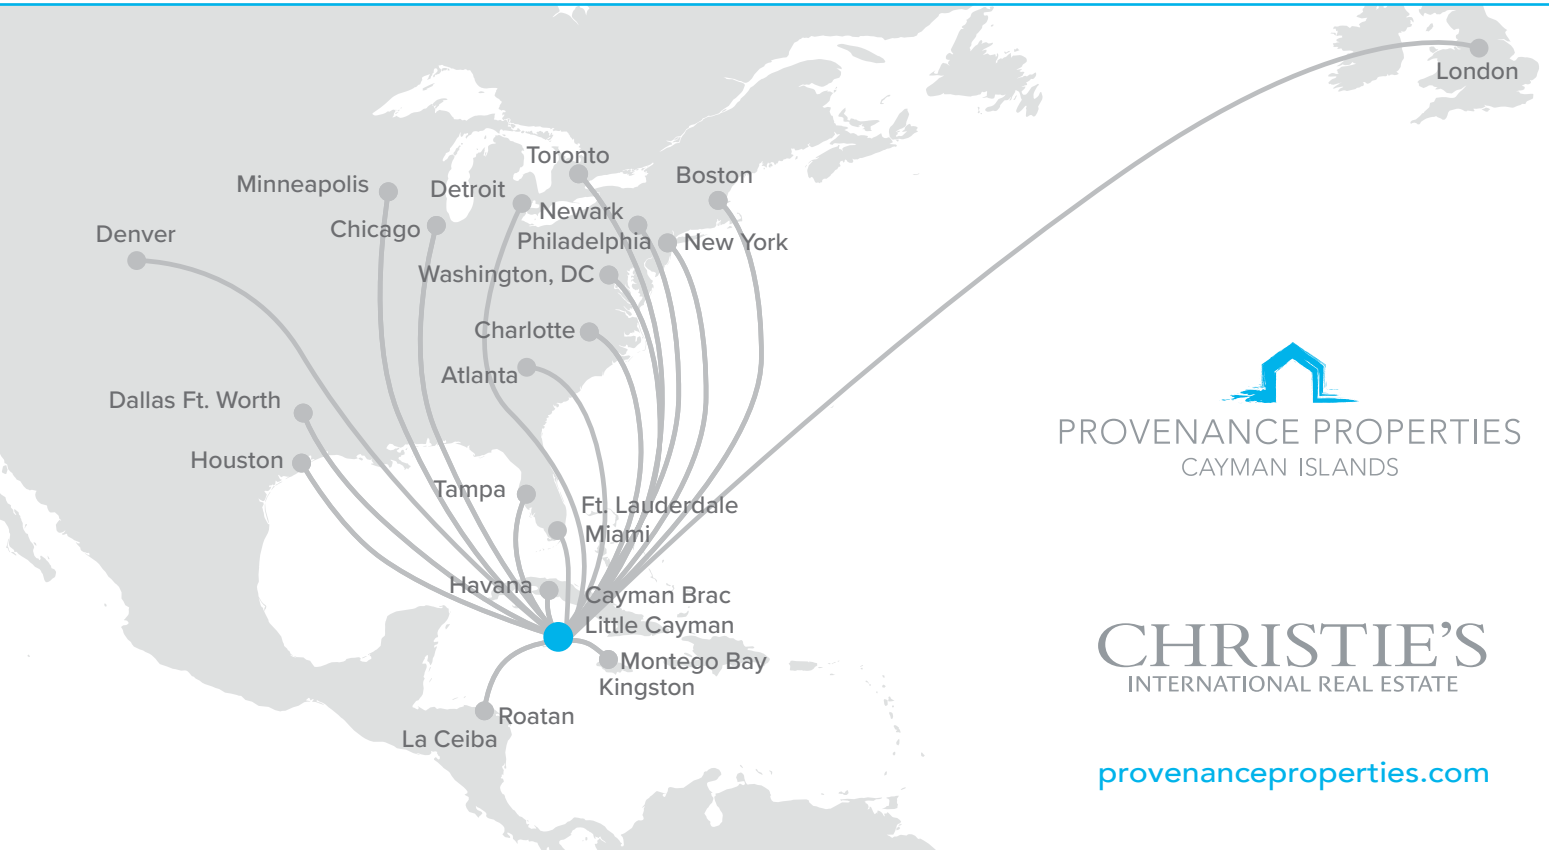 London
Toronto
Boston
Minneapolis
Detroit
Newark
Chicago
Denver
Philadelphia
New York
Washington, DC
Charlotte
Atlanta
Dallas Ft. Worth
Houston
Tampa
Ft. Lauderdale
Miami
Havana
Cayman Brac
Little Cayman
Montego Bay
Kingston
Roatan
La Ceiba
PROVENANCE PROPERTIES
CAYMAN ISLANDS
CHRISTIE'S
INTERNATIONAL REAL ESTATE
provenanceproperties.com